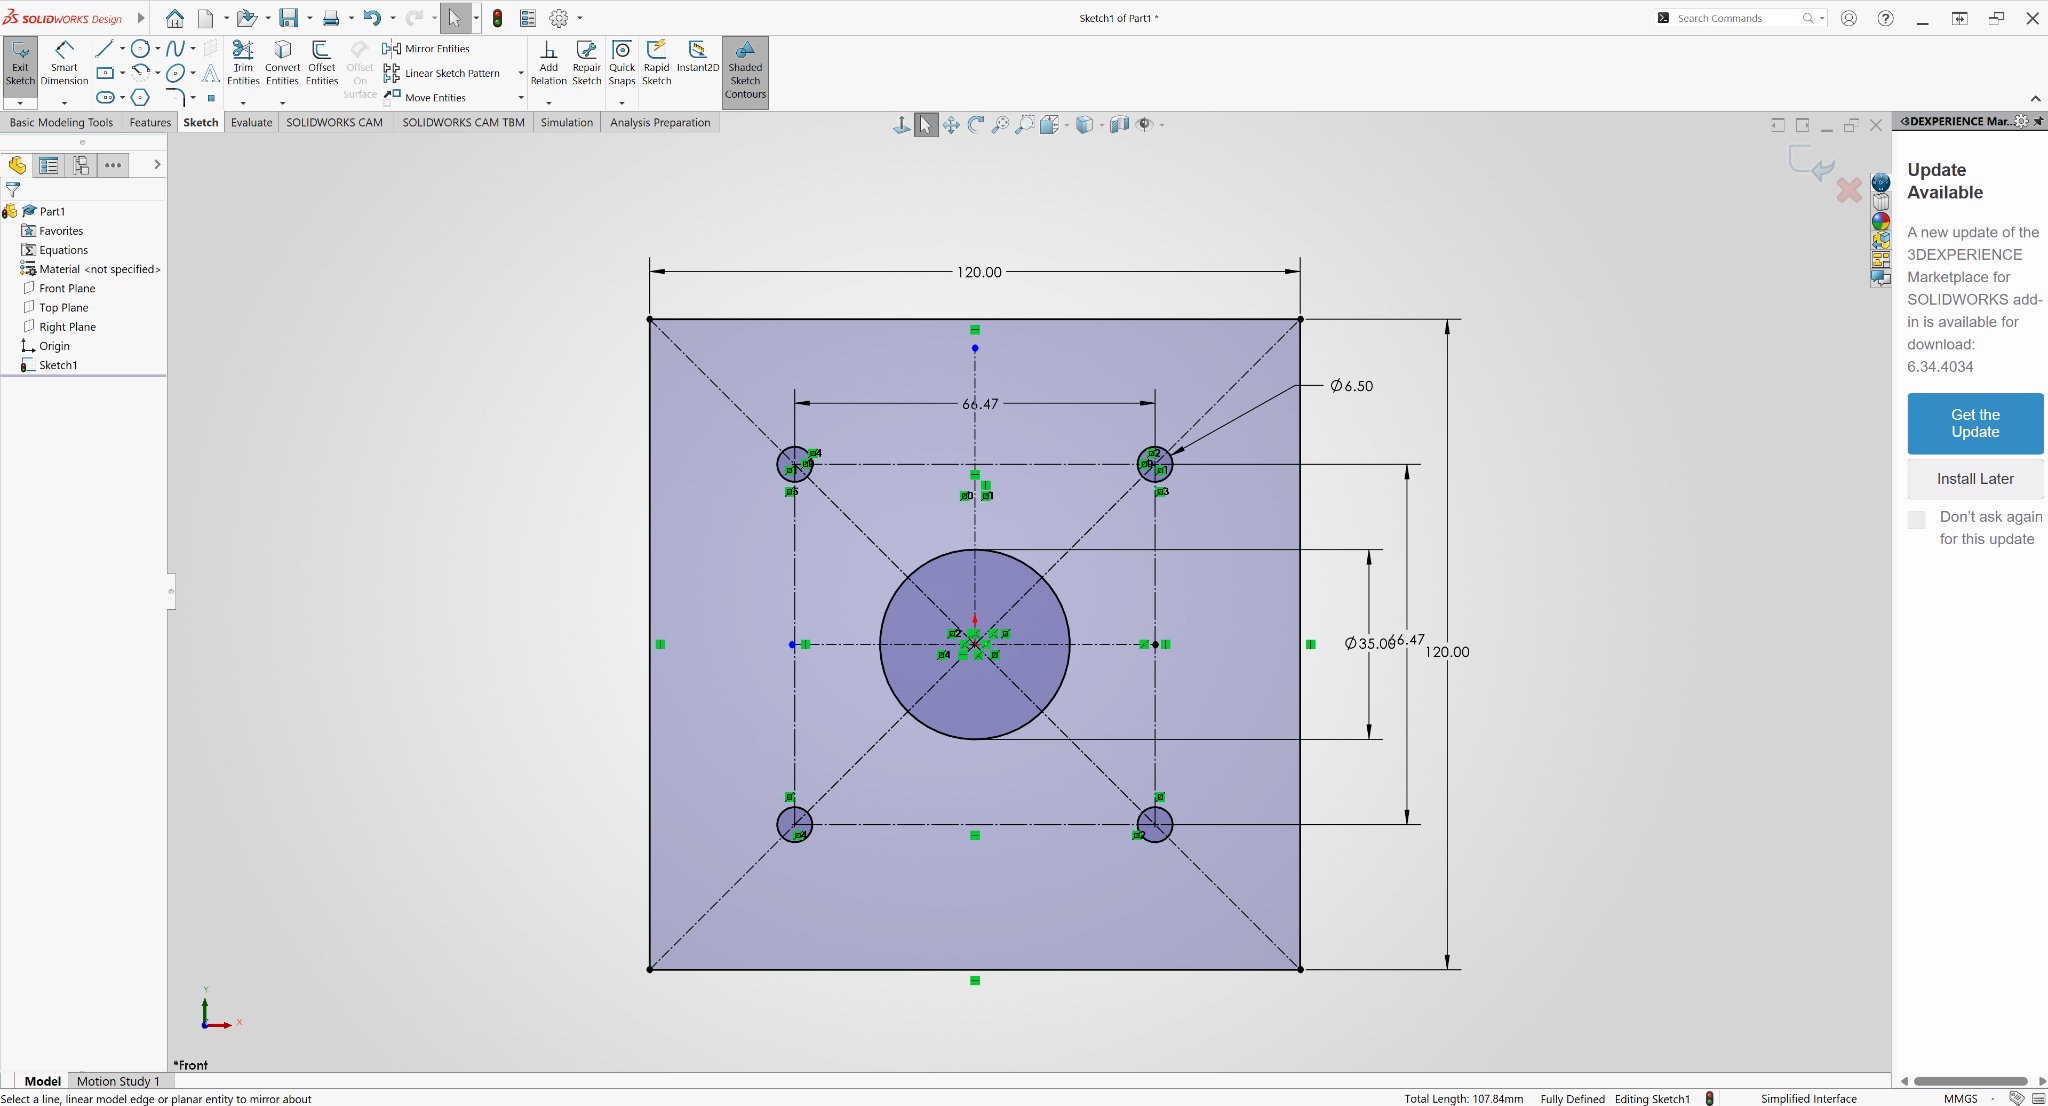 SOLIDWORKS Design
Sketch1 of Part1 *
Search Commands
Exit Sketch
Smart Dimension
Trim Entities
Convert Entities
Offset Entities
Offset On Surface
Mirror Entities
Linear Sketch Pattern
Move Entities
Add Relation
Repair Sketch
Quick Snaps
Rapid Sketch
Instant2D
Shaded Sketch Contours
Basic Modeling Tools
Features
Sketch
Evaluate
SOLIDWORKS CAM
SOLIDWORKS CAM TBM
Simulation
Analysis Preparation
3DEXPERIENCE Mar...
Part1
Favorites
Equations
Material <not specified>
Front Plane
Top Plane
Right Plane
Origin
Sketch1
Update
Available
A new update of the
3DEXPERIENCE
Marketplace for
SOLIDWORKS add-
in is available for
download:
6.34.4034
Get the
Update
Install Later
Don't ask again
for this update
120.00
66.47
Ø6.50
Ø35.00
66.47
120.00
Y
X
*Front
Model
Motion Study 1
Select a line, linear model edge or planar entity to mirror about
Total Length: 107.84mm
Fully Defined
Editing Sketch1
Simplified Interface
MMGS